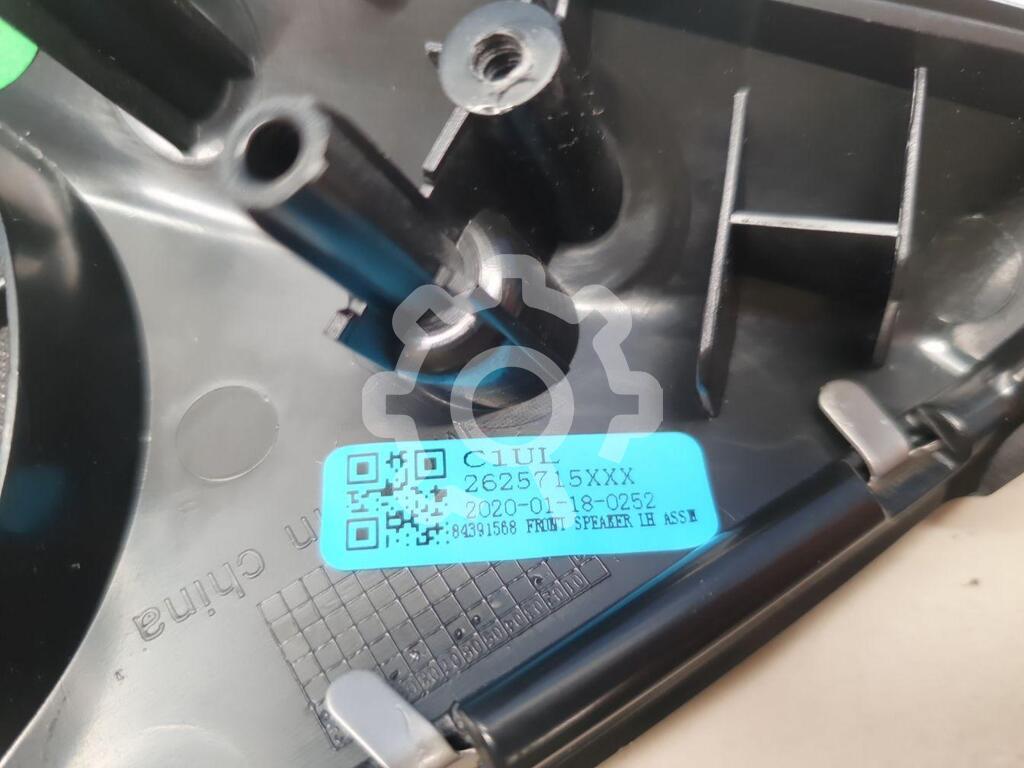 C1UL
2625715XXX
2020-01-18-0252
84391568 FRONT SPEAKER LH ASSM
in china